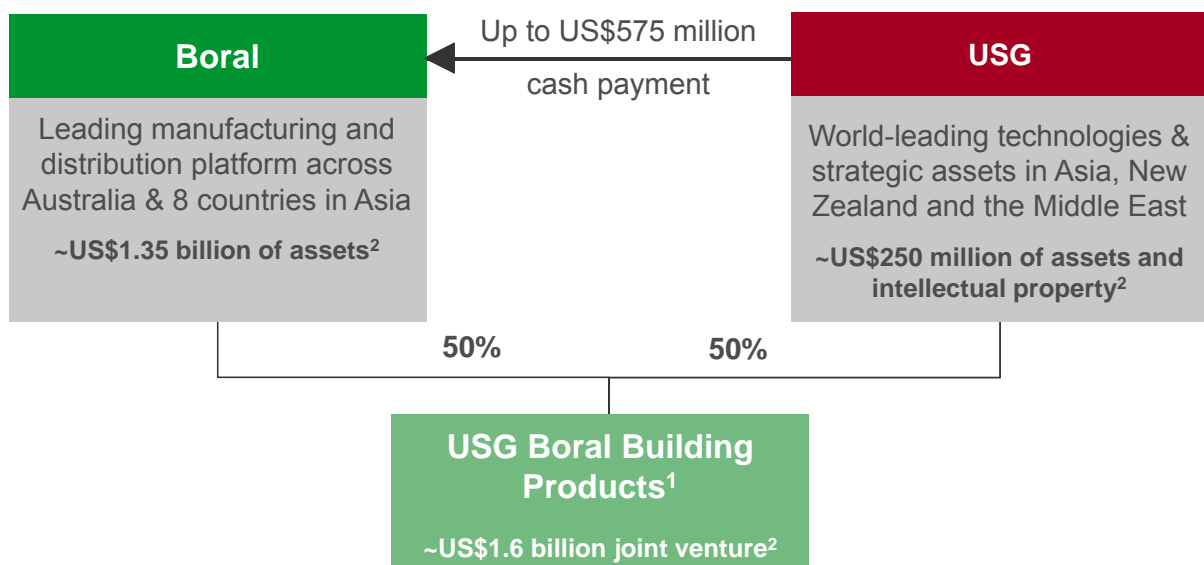 Boral
Leading manufacturing and
distribution platform across
Australia & 8 countries in Asia
~US$1.35 billion of assets²
Up to US$575 million
cash payment
USG
World-leading technologies &
strategic assets in Asia, New
Zealand and the Middle East
~US$250 million of assets and
intellectual property²
50%
50%
USG Boral Building
Products¹
~US$1.6 billion joint venture²